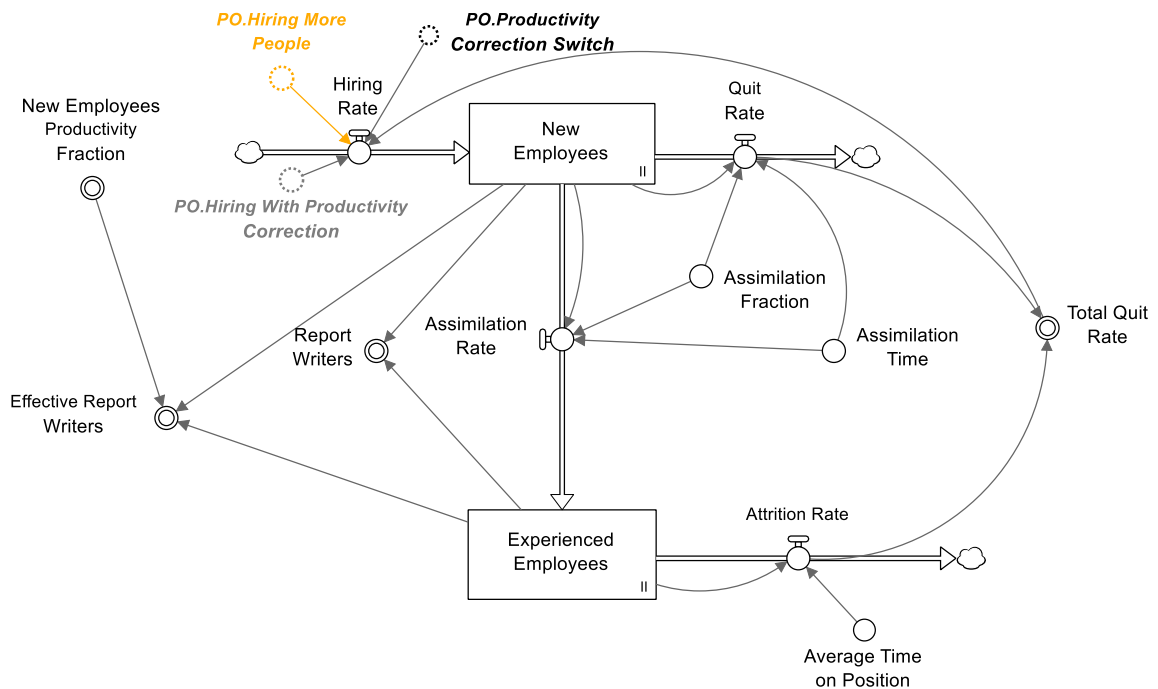 PO.Hiring More
People
PO.Productivity
Correction Switch
Hiring
Rate
Quit
Rate
New Employees
Productivity
Fraction
New
Employees
II
PO.Hiring With Productivity
Correction
Assimilation
Fraction
Assimilation
Rate
Report
Writers
Assimilation
Time
Total Quit
Rate
Effective Report
Writers
Attrition Rate
Experienced
Employees
II
Average Time
on Position